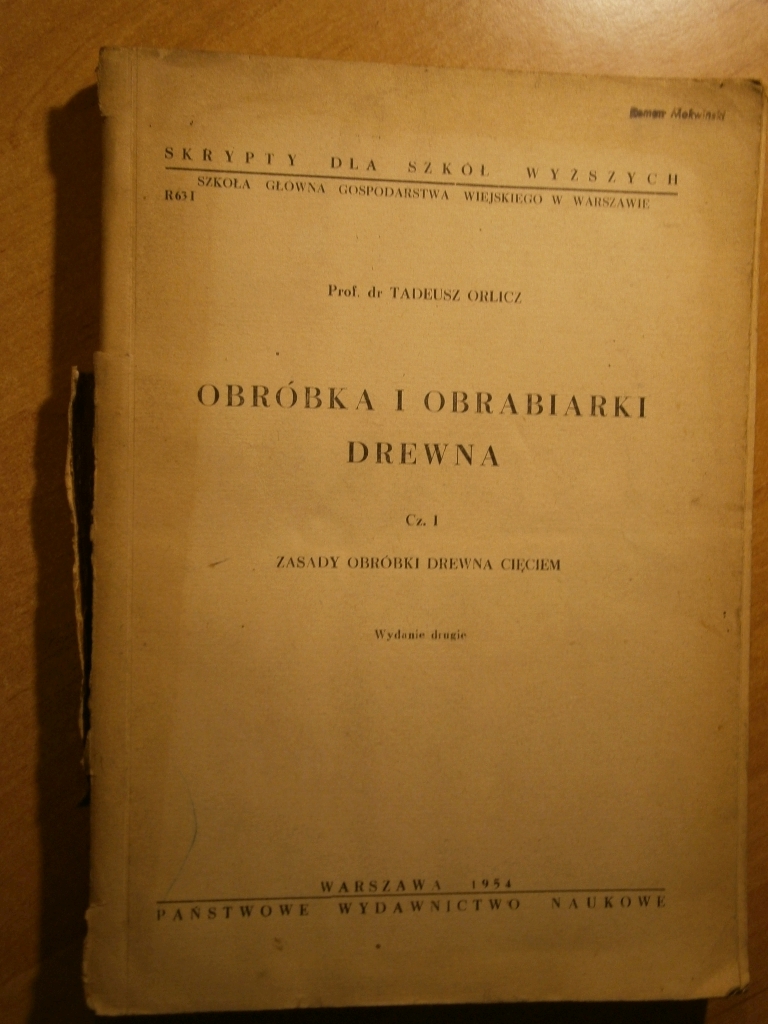 SKRYPTY DLA SZKÓŁ WYŻSZYCH
SZKOŁA GŁÓWNA GOSPODARSTWA WIEJSKIEGO W WARSZAWIE
R63 I
Prof. dr TADEUSZ ORLICZ
OBRÓBKA I OBRABIARKI
DREWNA
Cz. I
ZASADY OBRÓBKI DREWNA CIĘCIEM
Wydanie drugie
WARSZAWA 1954
PAŃSTWOWE WYDAWNICTWO NAUKOWE